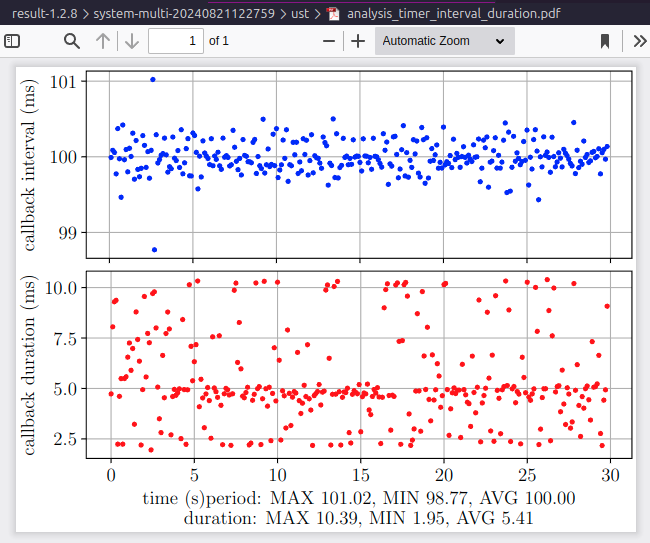 result-1.2.8 > system-multi-20240821122759 > ust > analysis_timer_interval_duration.pdf
1 of 1 − + Automatic Zoom
callback interval (ms)
101
100
99
callback duration (ms)
10.0
7.5
5.0
2.5
0 5 10 15 20 25 30
time (s)period: MAX 101.02, MIN 98.77, AVG 100.00
duration: MAX 10.39, MIN 1.95, AVG 5.41